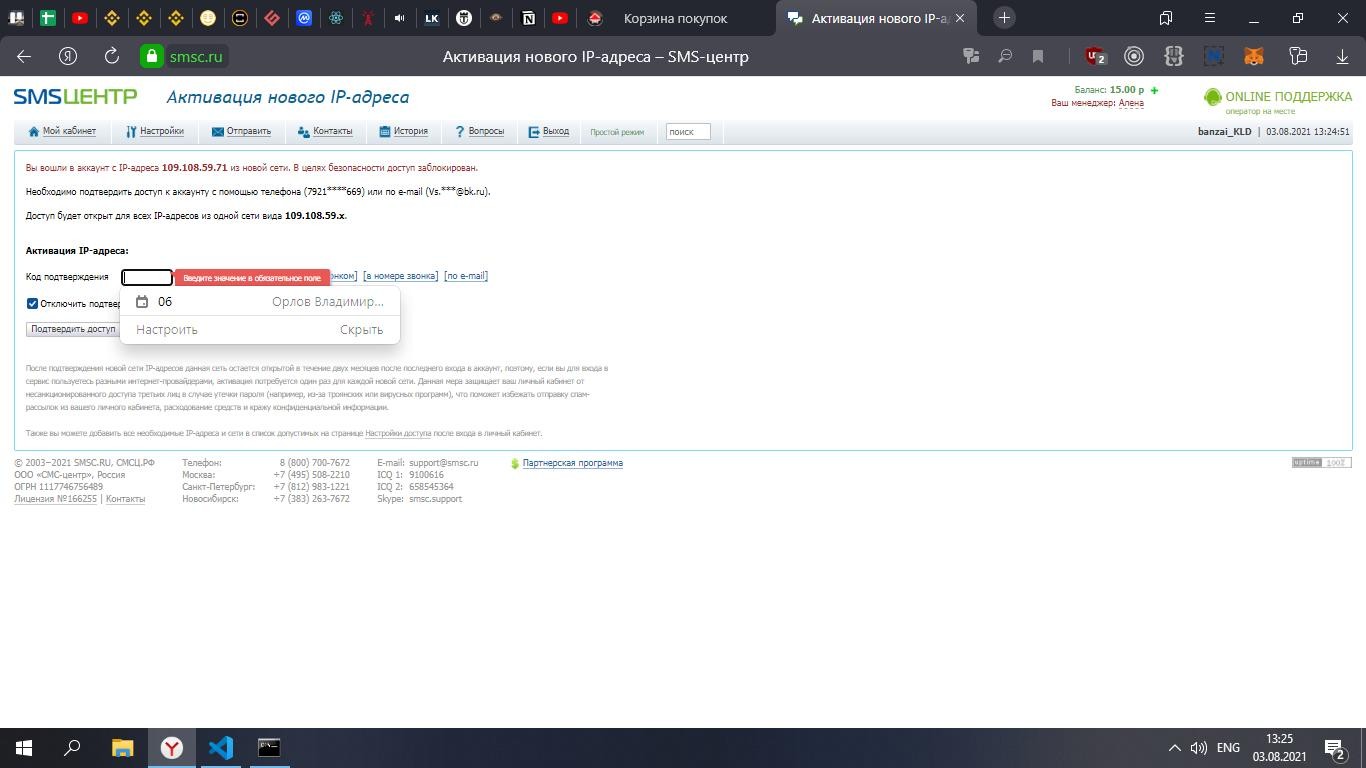 Корзина покупок
Активация нового IP-а
smsc.ru
Активация нового IP-адреса – SMS-центр
2
SMSЦЕНТР
Активация нового IP-адреса
Баланс: 15.00 р
Ваш менеджер: Алена
ONLINE ПОДДЕРЖКА
оператор на месте
Мой кабинет
Настройки
Отправить
Контакты
История
Вопросы
Выход
Простой режим
поиск
banzai_KLD | 03.08.2021 13:24:51
Вы вошли в аккаунт с IP-адреса 109.108.59.71 из новой сети. В целях безопасности доступ заблокирован.
Необходимо подтвердить доступ к аккаунту с помощью телефона (7921****669) или по e-mail (Vs.***@bk.ru).
Доступ будет открыт для всех IP-адресов из одной сети вида 109.108.59.x.
Активация IP-адреса:
Код подтверждения
Введите значение в обязательное поле
онком] [в номере звонка] [по e-mail]
Отключить подтвер
06
Орлов Владимир...
Подтвердить доступ
Настроить
Скрыть
После подтверждения новой сети IP-адресов данная сеть остается открытой в течение двух месяцев после последнего входа в аккаунт, поэтому, если вы для входа в
сервис пользуетесь разными интернет-провайдерами, активация потребуется один раз для каждой новой сети. Данная мера защищает ваш личный кабинет от
несанкционированного доступа третьих лиц в случае утечки пароля (например, из-за троянских или вирусных программ), что поможет избежать отправку спам-
рассылок из вашего личного кабинета, расходование средств и кражу конфиденциальной информации.
Также вы можете добавить все необходимые IP-адреса и сети в список допустимых на странице Настройки доступа после входа в личный кабинет.
© 2003–2021 SMSC.RU, СМСЦ.РФ
ООО «СМС-центр», Россия
ОГРН 1117746756489
Лицензия №166255 | Контакты
Телефон: 8 (800) 700-7672
Москва: +7 (495) 508-2210
Санкт-Петербург: +7 (812) 983-1221
Новосибирск: +7 (383) 263-7672
E-mail: support@smsc.ru
ICQ 1: 9100616
ICQ 2: 658545364
Skype: smsc.support
Партнерская программа
uptime 100%
ENG
13:25
03.08.2021
2